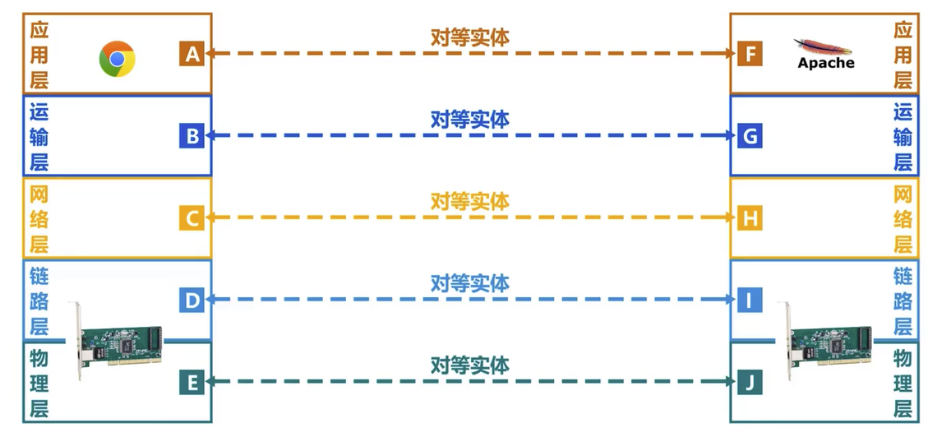 应用层 A 对等实体 F Apache 应用层
运输层 B 对等实体 G 运输层
网络层 C 对等实体 H 网络层
链路层 D 对等实体 I 链路层
物理层 E 对等实体 J 物理层